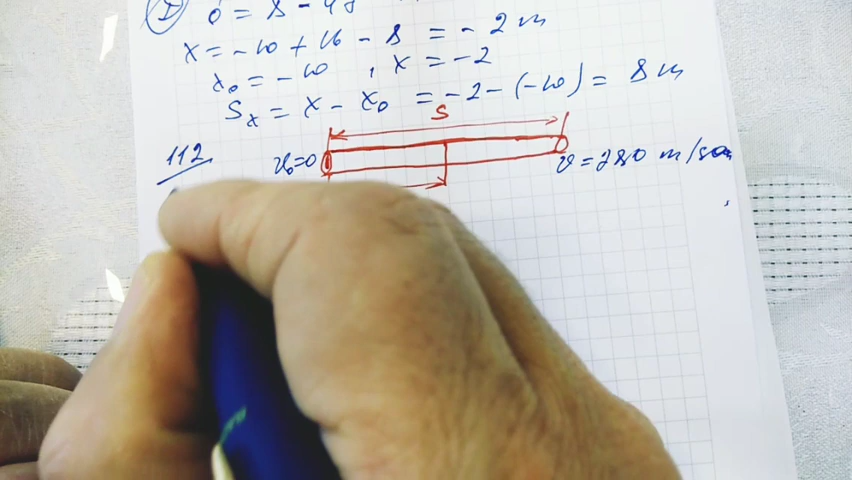 I
x = -10 + 16 - 8 = -2 m
x₀ = -10 , x = -2
Sₓ = x - x₀ = -2 - (-10) = 8 m
S
112
v₀=0
v = 280 m/